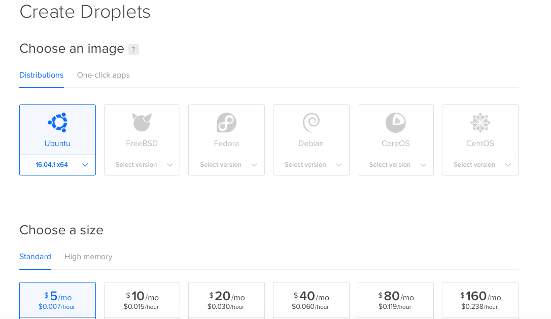 Create Droplets
Choose an image ?
Distributions One-click apps
Ubuntu FreeBSD Fedora Debian CoreOS CentOS
16.04.1 x64 Select version Select version Select version Select version Select version
Choose a size
Standard High memory
$5/mo $10/mo $20/mo $40/mo $80/mo $160/mo
$0.007/hour $0.015/hour $0.030/hour $0.060/hour $0.119/hour $0.238/hour